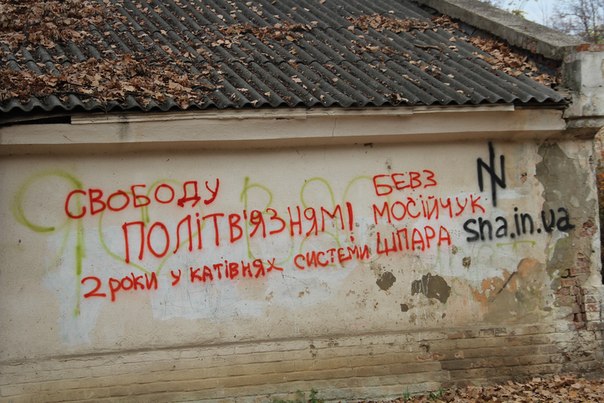 СВОБОДУ
ПОЛІТВ'ЯЗНЯМ!
2 РОКИ У КАТІВНЯХ СИСТЕМИ
БЕВЗ
МОСІЙЧУК
ШПАРА
sna.in.ua